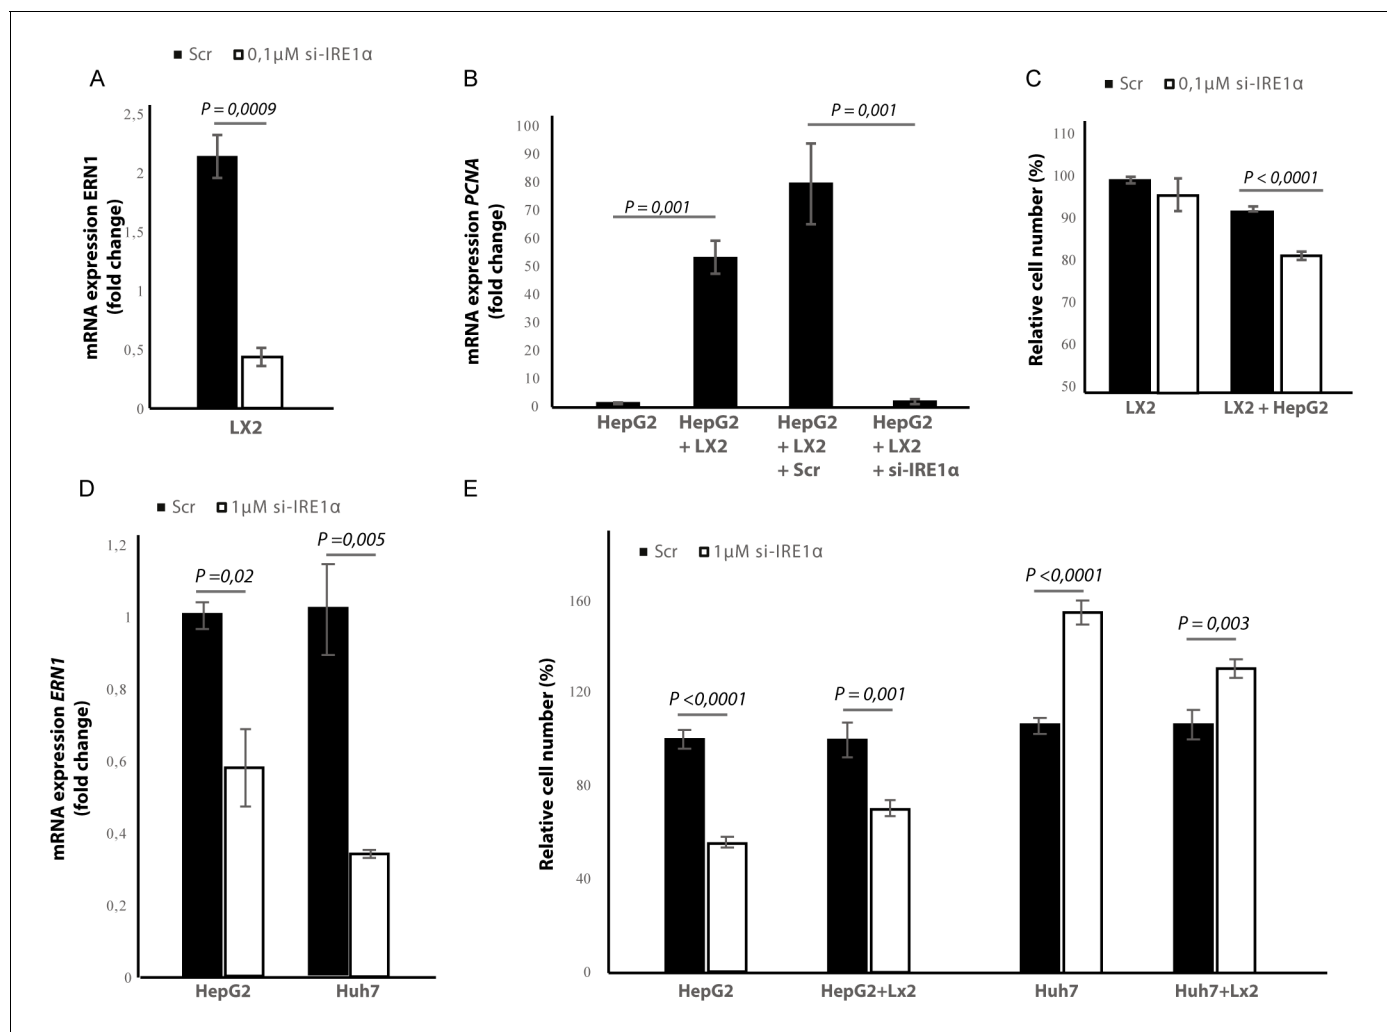 A
■ Scr □ 0,1µM si-IRE1α
P = 0,0009
mRNA expression ERN1
(fold change)
2,5
2
1,5
1
0,5
0
LX2
B
P = 0,001
P = 0,001
mRNA expression PCNA
(fold change)
100
90
80
70
60
50
40
30
20
10
0
HepG2
HepG2
+ LX2
HepG2
+ LX2
+ Scr
HepG2
+ LX2
+ si-IRE1α
C
■ Scr □ 0,1µM si-IRE1α
P < 0,0001
Relative cell number (%)
110
100
90
80
70
60
50
LX2
LX2 + HepG2
D
■ Scr □ 1µM si-IRE1α
P =0,02
P =0,005
mRNA expression ERN1
(fold change)
1,2
1
0,8
0,6
0,4
0,2
0
HepG2
Huh7
E
■ Scr □ 1µM si-IRE1α
P <0,0001
P = 0,001
P <0,0001
P = 0,003
Relative cell number (%)
160
120
80
40
0
HepG2
HepG2+Lx2
Huh7
Huh7+Lx2